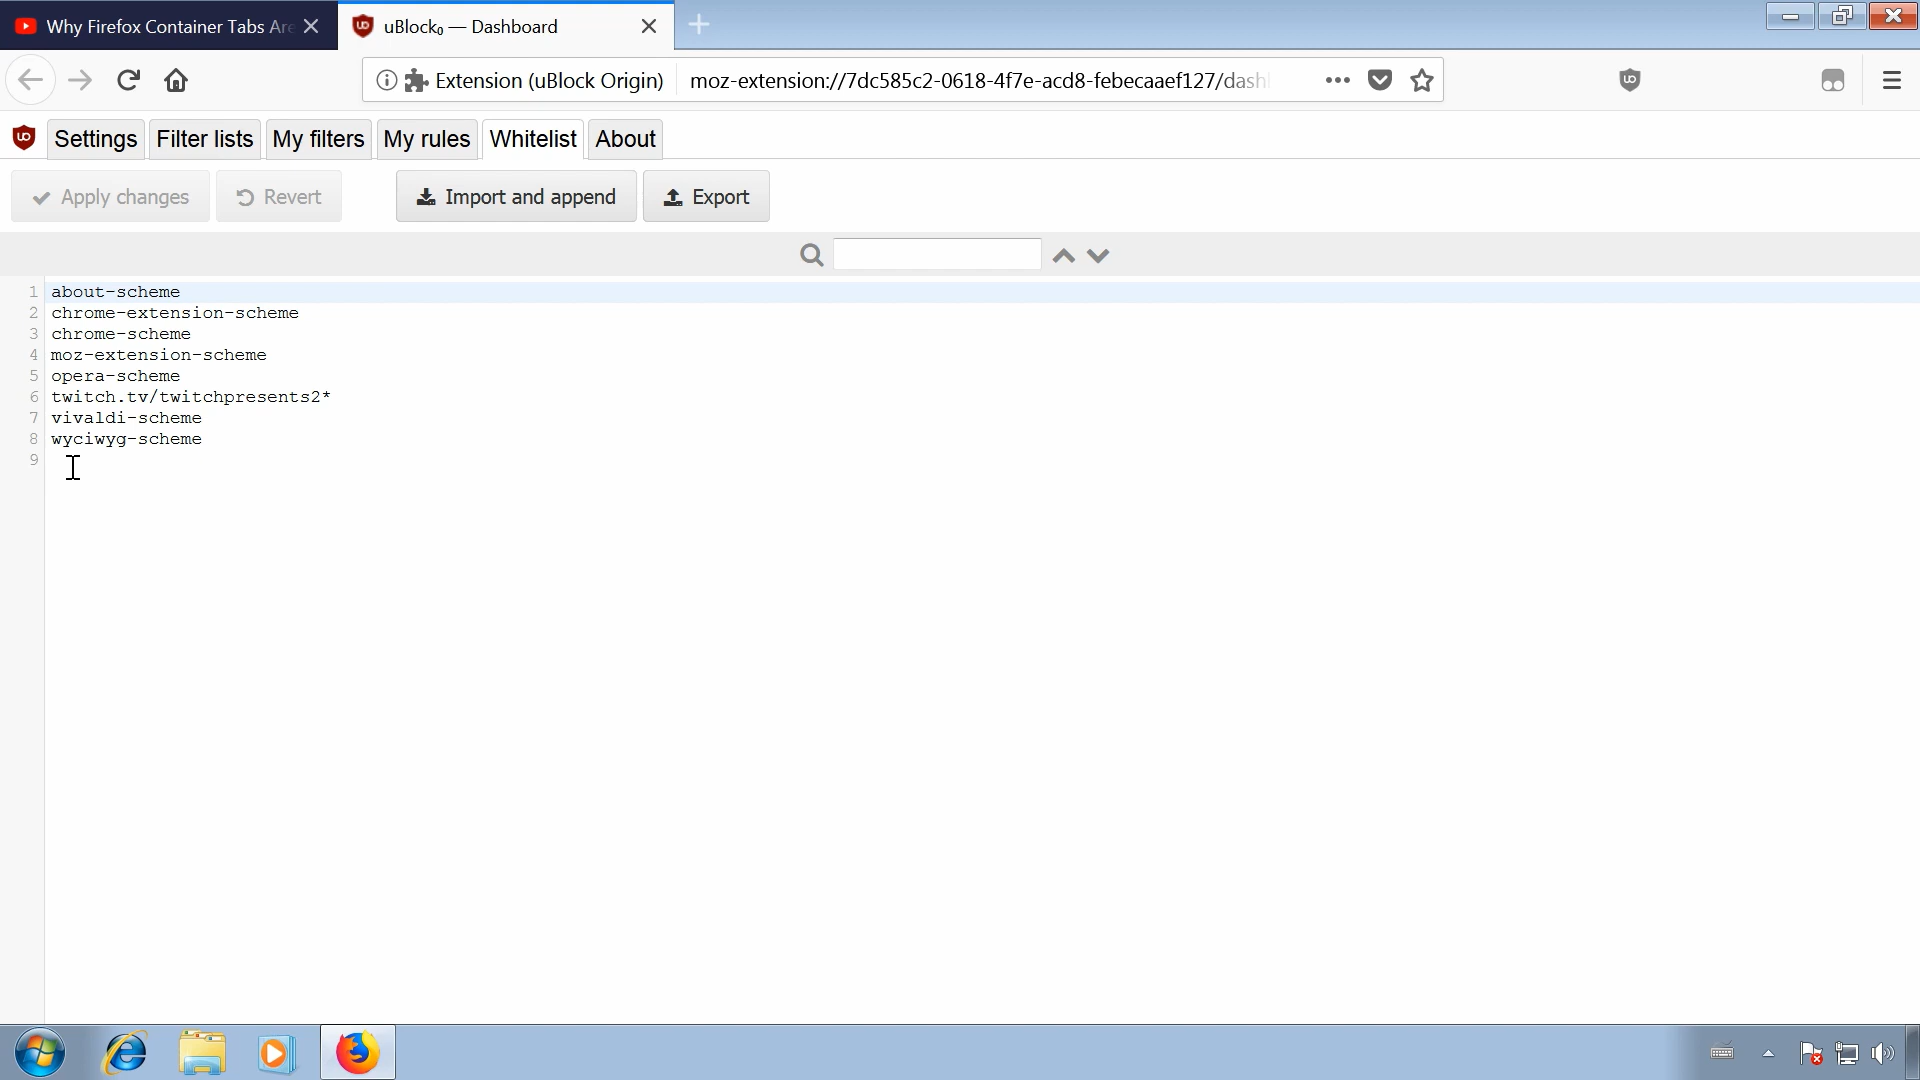 Why Firefox Container Tabs Are
uBlock₀ — Dashboard
Extension (uBlock Origin)
moz-extension://7dc585c2-0618-4f7e-acd8-febecaaef127/dash
Settings
Filter lists
My filters
My rules
Whitelist
About
Apply changes
Revert
Import and append
Export
1 about-scheme
2 chrome-extension-scheme
3 chrome-scheme
4 moz-extension-scheme
5 opera-scheme
6 twitch.tv/twitchpresents2*
7 vivaldi-scheme
8 wyciwyg-scheme
9